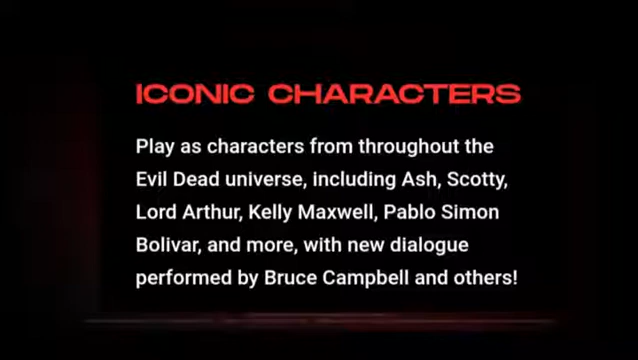 ICONIC CHARACTERS
Play as characters from throughout the
Evil Dead universe, including Ash, Scotty,
Lord Arthur, Kelly Maxwell, Pablo Simon
Bolivar, and more, with new dialogue
performed by Bruce Campbell and others!